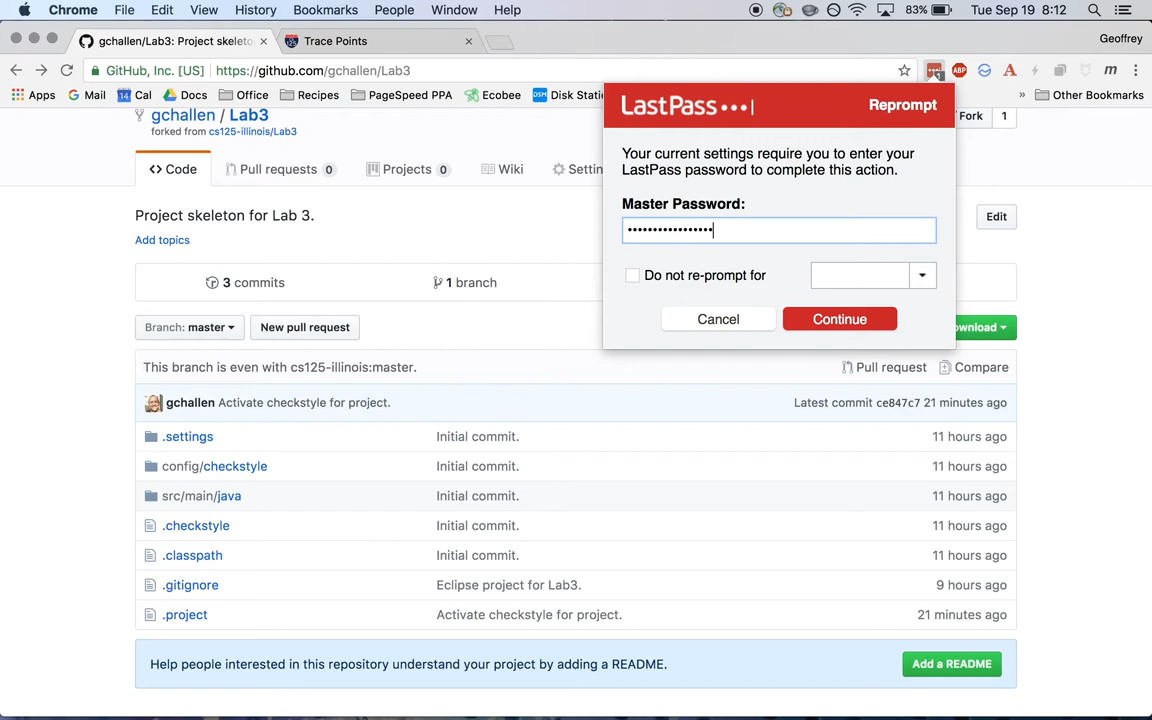 Chrome File Edit View History Bookmarks People Window Help 83% Tue Sep 19 8:12
gchallen/Lab3: Project skeleto × Trace Points × Geoffrey
GitHub, Inc. [US] https://github.com/gchallen/Lab3 ABP A m
Apps Mail Cal Docs Office Recipes PageSpeed PPA Ecobee DSM Disk Stati » Other Bookmarks
gchallen / Lab3 Fork 1
forked from cs125-illinois/Lab3
<> Code Pull requests 0 Projects 0 Wiki Settin
Project skeleton for Lab 3. Edit
Add topics
3 commits 1 branch
Branch: master New pull request ownload
This branch is even with cs125-illinois:master. Pull request Compare
gchallen Activate checkstyle for project. Latest commit ce847c7 21 minutes ago
.settings Initial commit. 11 hours ago
config/checkstyle Initial commit. 11 hours ago
src/main/java Initial commit. 11 hours ago
.checkstyle Initial commit. 11 hours ago
.classpath Initial commit. 11 hours ago
.gitignore Eclipse project for Lab3. 9 hours ago
.project Activate checkstyle for project. 21 minutes ago
Help people interested in this repository understand your project by adding a README. Add a README
LastPass •••| Reprompt
Your current settings require you to enter your
LastPass password to complete this action.
Master Password:
•••••••••••••••••
Do not re-prompt for
Cancel Continue